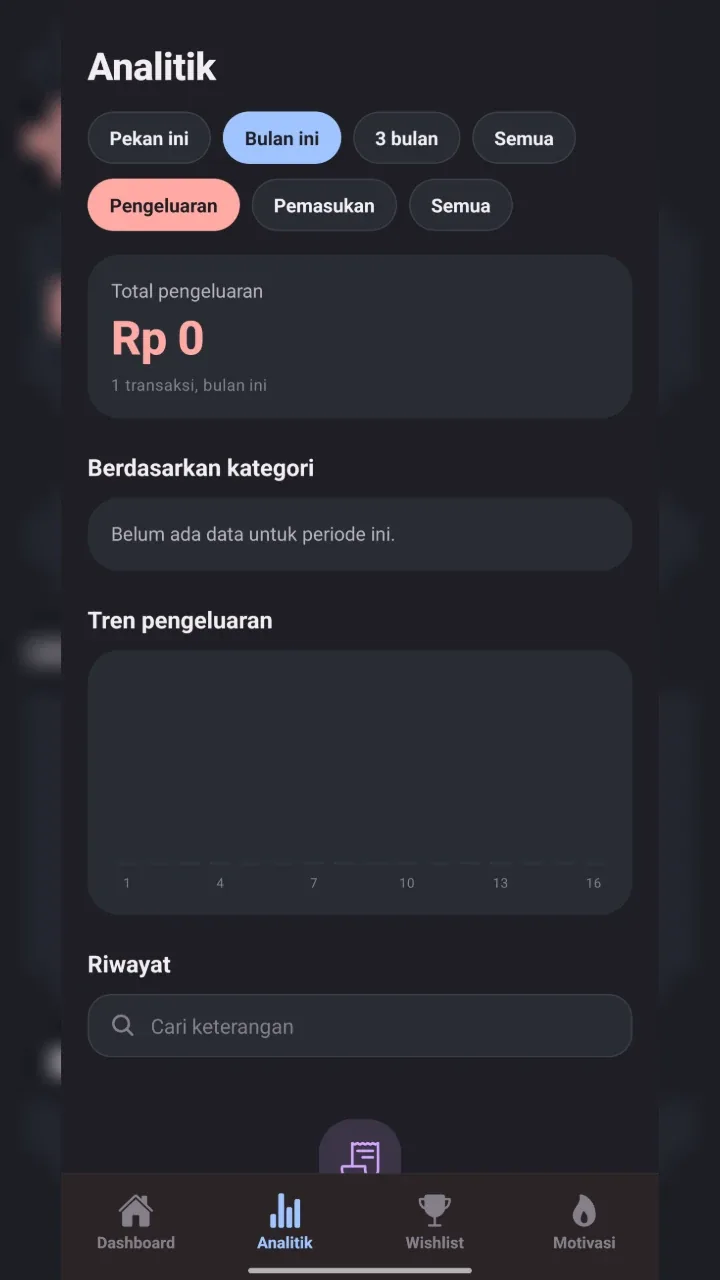 Analitik
Pekan ini Bulan ini 3 bulan Semua
Pengeluaran Pemasukan Semua
Total pengeluaran
Rp 0
1 transaksi, bulan ini
Berdasarkan kategori
Belum ada data untuk periode ini.
Tren pengeluaran
1 4 7 10 13 16
Riwayat
Cari keterangan
Dashboard Analitik Wishlist Motivasi